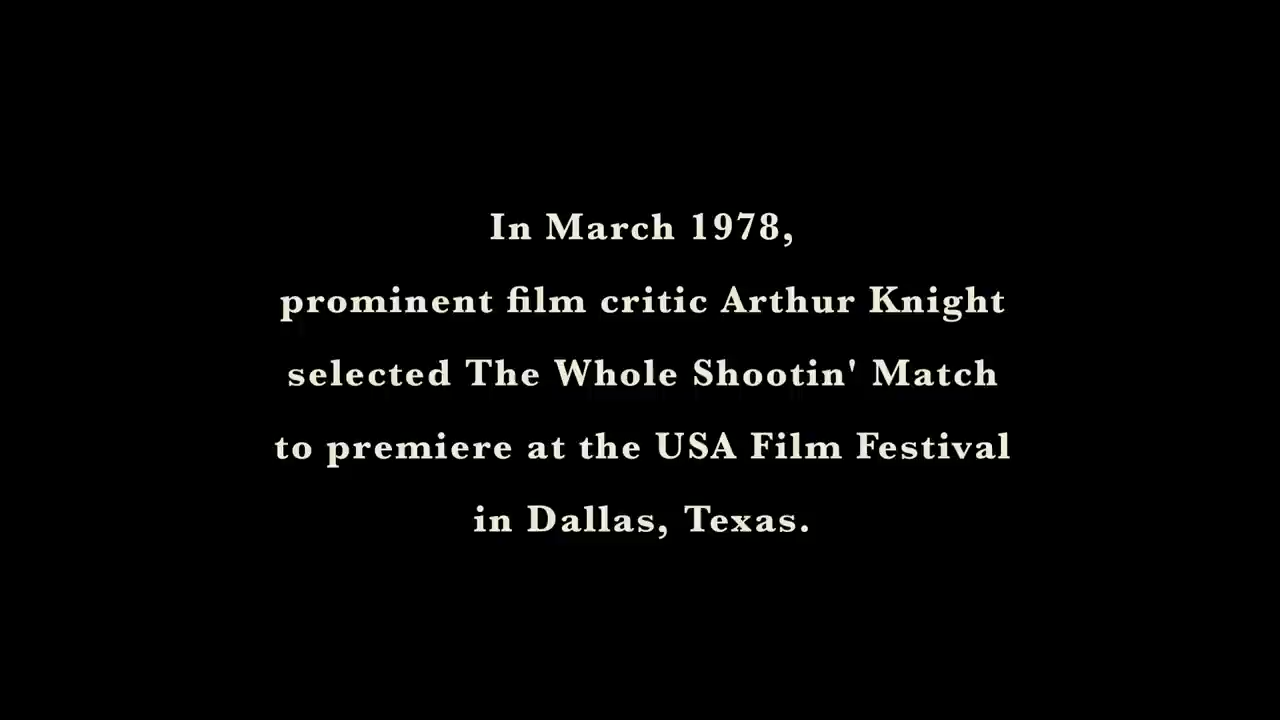 In March 1978,
prominent film critic Arthur Knight
selected The Whole Shootin' Match
to premiere at the USA Film Festival
in Dallas, Texas.